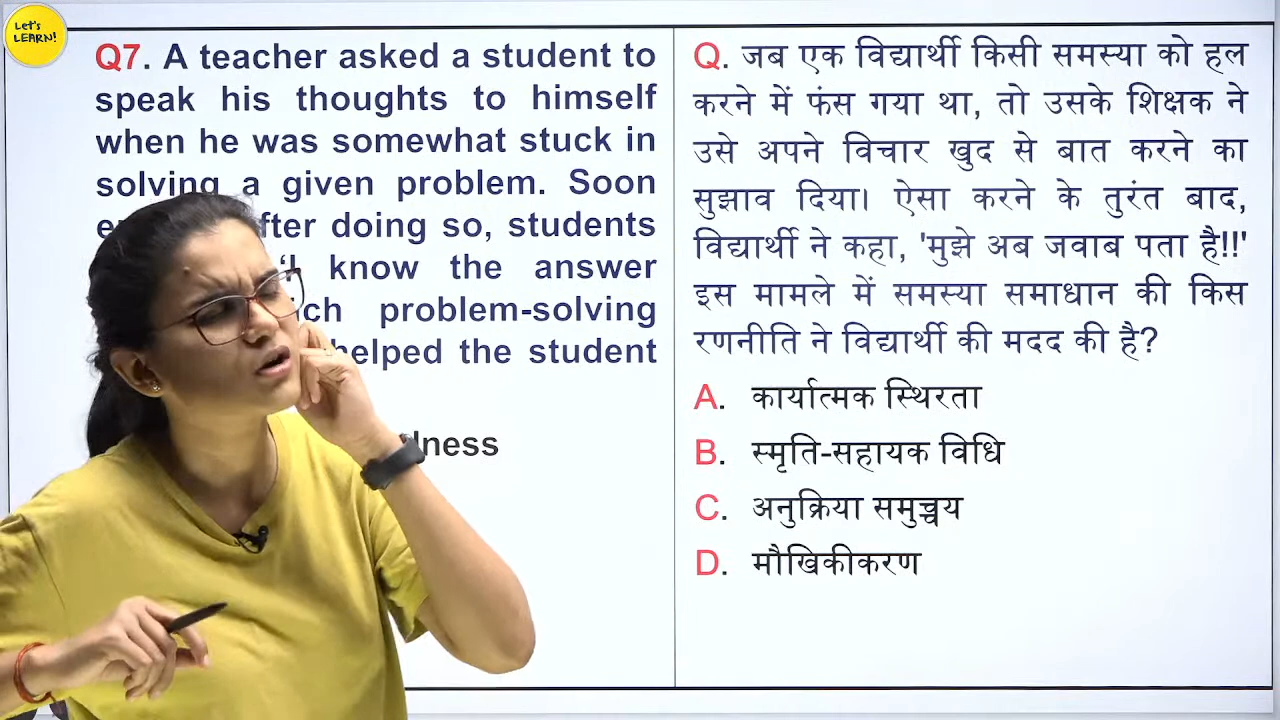 Let's
LEARN!
Q7. A teacher asked a student to
speak his thoughts to himself
when he was somewhat stuck in
solving a given problem. Soon
after doing so, students
'I know the answer
problem-solving
helped the student
Q. जब एक विद्यार्थी किसी समस्या को हल
करने में फंस गया था, तो उसके शिक्षक ने
उसे अपने विचार खुद से बात करने का
सुझाव दिया। ऐसा करने के तुरंत बाद,
विद्यार्थी ने कहा, 'मुझे अब जवाब पता है!!'
इस मामले में समस्या समाधान की किस
रणनीति ने विद्यार्थी की मदद की है?
A. कार्यात्मक स्थिरता
B. स्मृति-सहायक विधि
C. अनुक्रिया समुच्चय
D. मौखिकीकरण